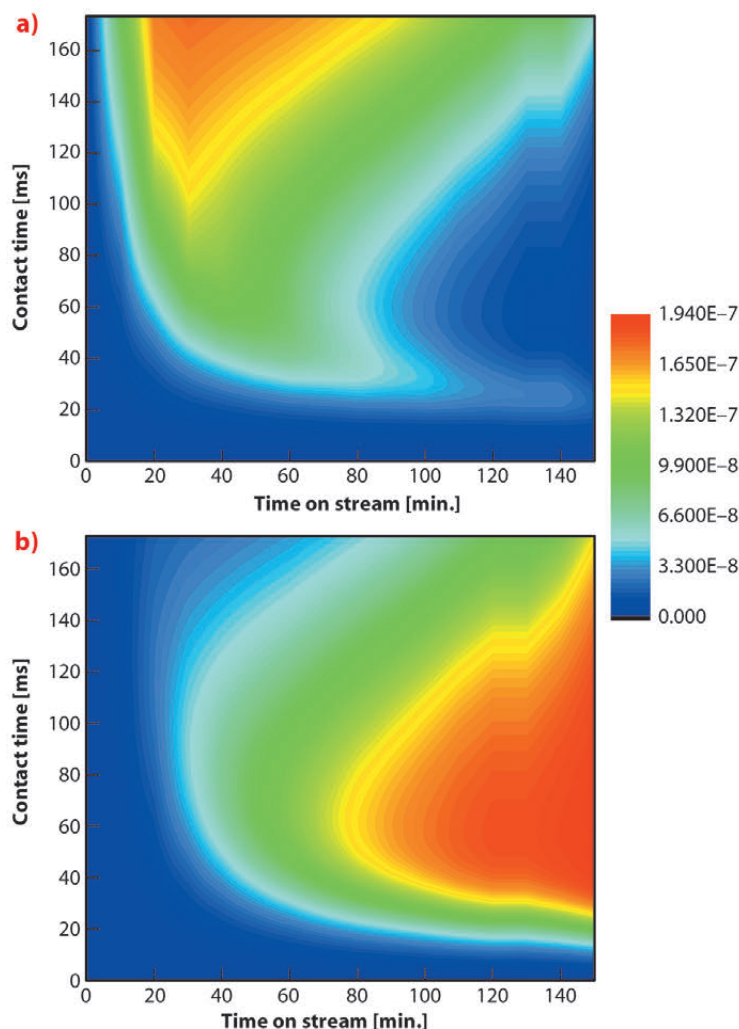 a)
Contact time [ms]
160
140
120
100
80
60
40
20
0
0 20 40 60 80 100 120 140
Time on stream [min.]
1.940E–7
1.650E–7
1.320E–7
9.900E–8
6.600E–8
3.300E–8
0.000
b)
Contact time [ms]
160
140
120
100
80
60
40
20
0
0 20 40 60 80 100 120 140
Time on stream [min.]